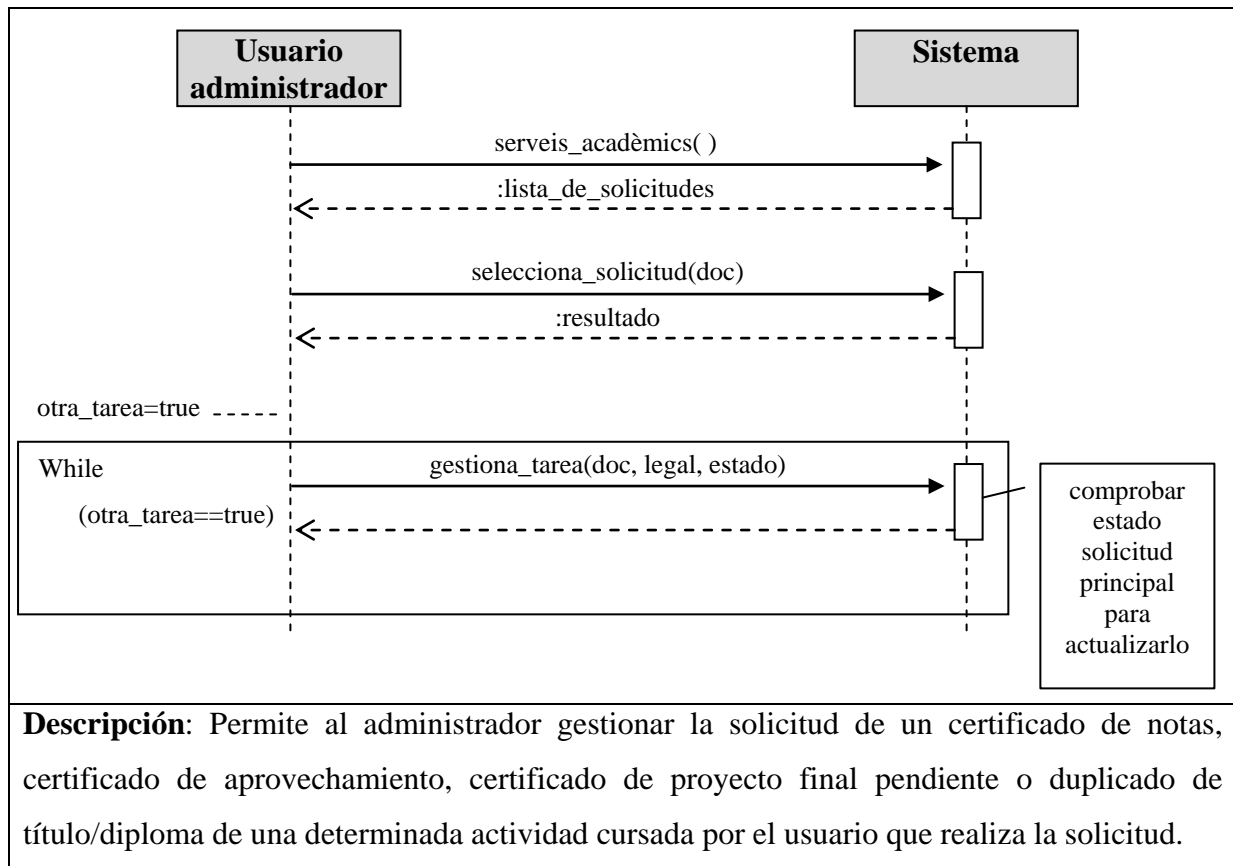 Usuario
administrador
Sistema
serveis_acadèmics( )
:lista_de_solicitudes
selecciona_solicitud(doc)
:resultado
otra_tarea=true
While
gestiona_tarea(doc, legal, estado)
(otra_tarea==true)
comprobar
estado
solicitud
principal
para
actualizarlo
Descripción: Permite al administrador gestionar la solicitud de un certificado de notas,
certificado de aprovechamiento, certificado de proyecto final pendiente o duplicado de
título/diploma de una determinada actividad cursada por el usuario que realiza la solicitud.